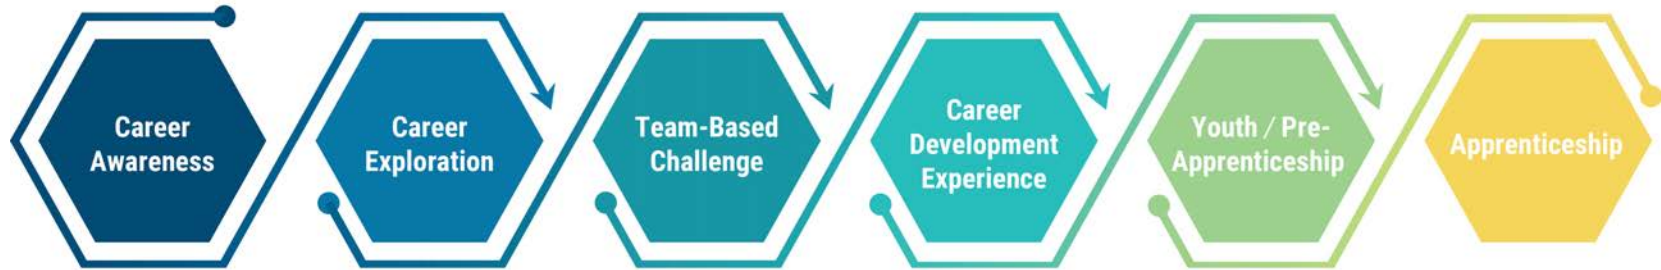 Career
Awareness
Career
Exploration
Team-Based
Challenge
Career
Development
Experience
Youth / Pre-
Apprenticeship
Apprenticeship